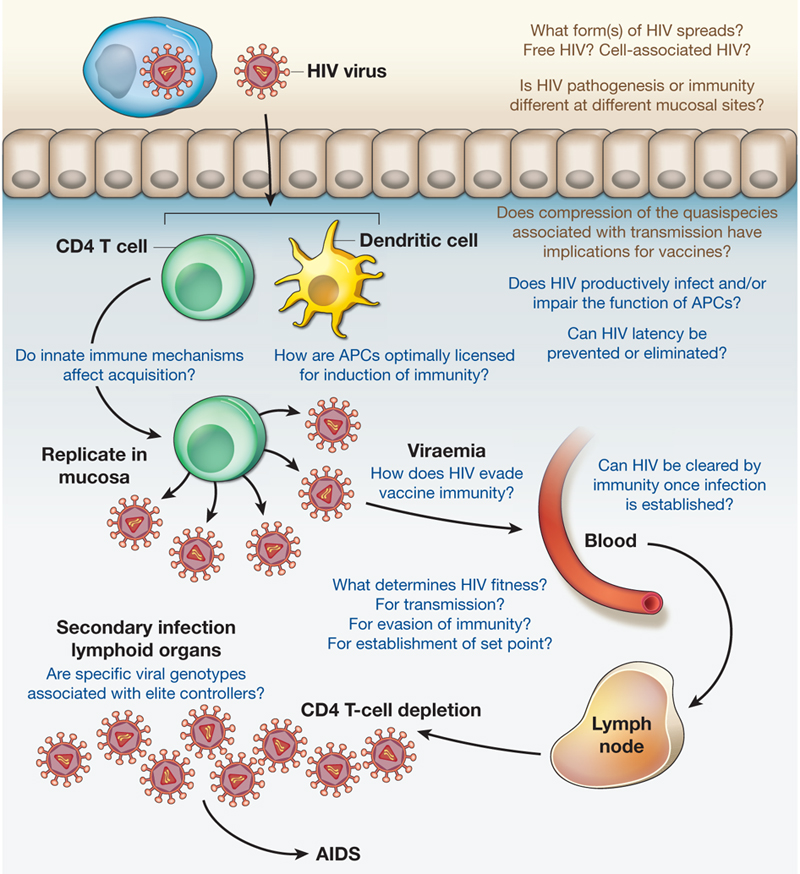 What form(s) of HIV spreads?
Free HIV? Cell-associated HIV?
HIV virus
Is HIV pathogenesis or immunity
different at different mucosal sites?
Does compression of the quasispecies
associated with transmission have
implications for vaccines?
CD4 T cell
Dendritic cell
Does HIV productively infect and/or
impair the function of APCs?
Can HIV latency be
prevented or eliminated?
Do innate immune mechanisms
affect acquisition?
How are APCs optimally licensed
for induction of immunity?
Replicate in
mucosa
Viraemia
How does HIV evade
vaccine immunity?
Can HIV be cleared by
immunity once infection
is established?
Blood
What determines HIV fitness?
For transmission?
For evasion of immunity?
For establishment of set point?
Secondary infection
lymphoid organs
Are specific viral genotypes
associated with elite controllers?
CD4 T-cell depletion
Lymph
node
AIDS